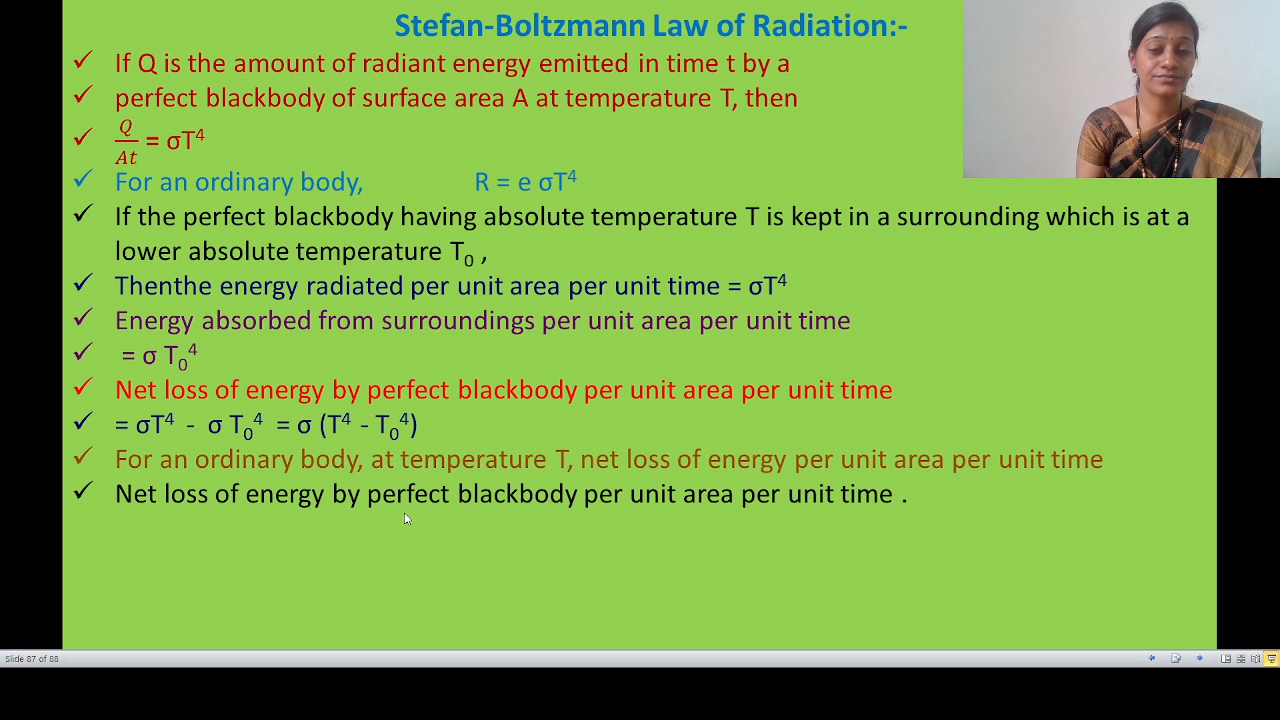 Stefan-Boltzmann Law of Radiation:-
✓ If Q is the amount of radiant energy emitted in time t by a
✓ perfect blackbody of surface area A at temperature T, then
✓ Q/At = σT⁴
✓ For an ordinary body, R = e σT⁴
✓ If the perfect blackbody having absolute temperature T is kept in a surrounding which is at a
lower absolute temperature T₀ ,
✓ Thenthe energy radiated per unit area per unit time = σT⁴
✓ Energy absorbed from surroundings per unit area per unit time
✓ = σ T₀⁴
✓ Net loss of energy by perfect blackbody per unit area per unit time
✓ = σT⁴ - σ T₀⁴ = σ (T⁴ - T₀⁴)
✓ For an ordinary body, at temperature T, net loss of energy per unit area per unit time
✓ Net loss of energy by perfect blackbody per unit area per unit time .
Slide 87 of 88